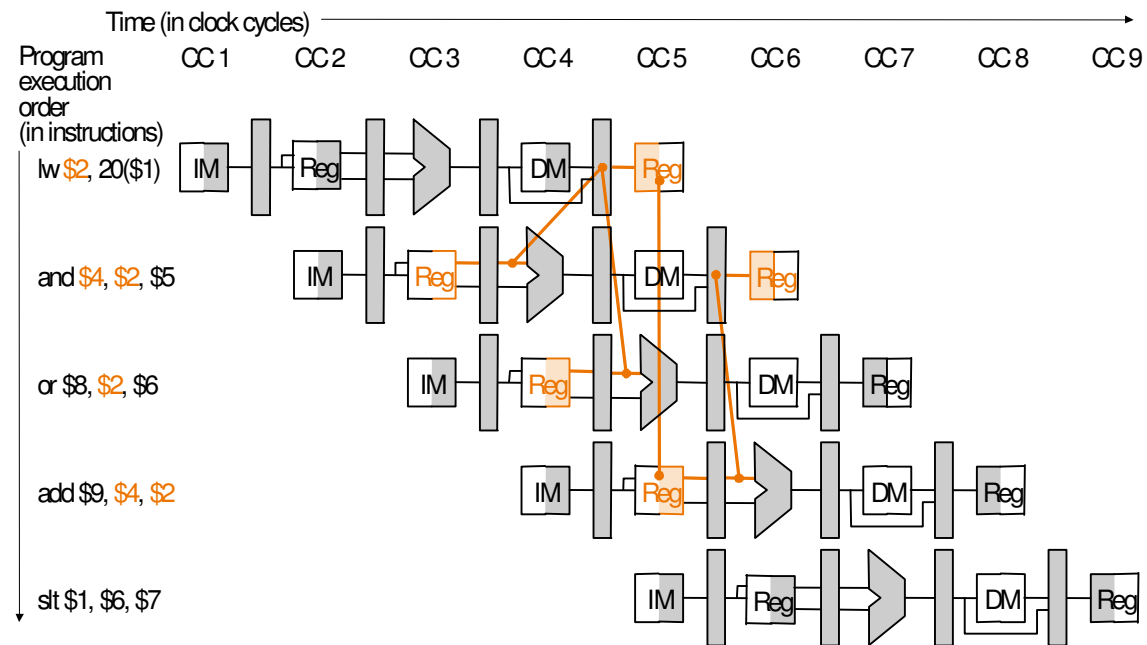 Time (in clock cycles)
Program
execution
order
(in instructions)
CC 1 CC 2 CC 3 CC 4 CC 5 CC 6 CC 7 CC 8 CC 9
lw $2, 20($1)
IM Reg DM Reg
and $4, $2, $5
IM Reg DM Reg
or $8, $2, $6
IM Reg DM Reg
add $9, $4, $2
IM Reg DM Reg
slt $1, $6, $7
IM Reg DM Reg